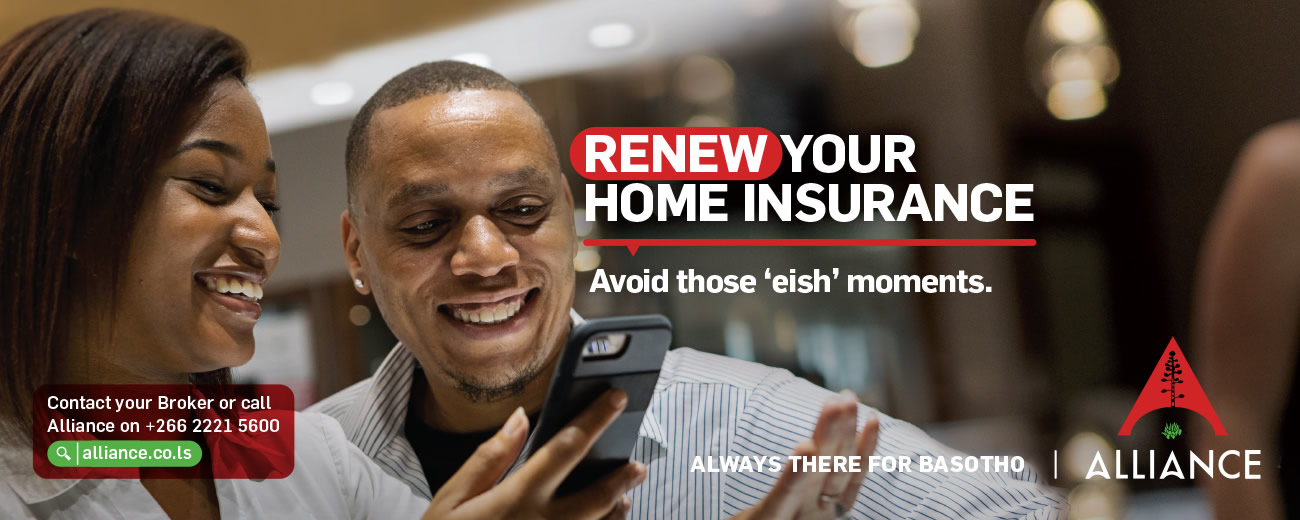 RENEW YOUR
HOME INSURANCE
Avoid those ‘eish’ moments.
Contact your Broker or call
Alliance on +266 2221 5600
alliance.co.ls
ALWAYS THERE FOR BASOTHO
ALLIANCE